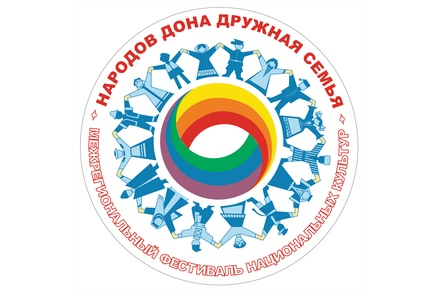 НАРОДОВ ДОНА ДРУЖНАЯ СЕМЬЯ
МЕЖРЕГИОНАЛЬНЫЙ ФЕСТИВАЛЬ НАЦИОНАЛЬНЫХ КУЛЬТУР